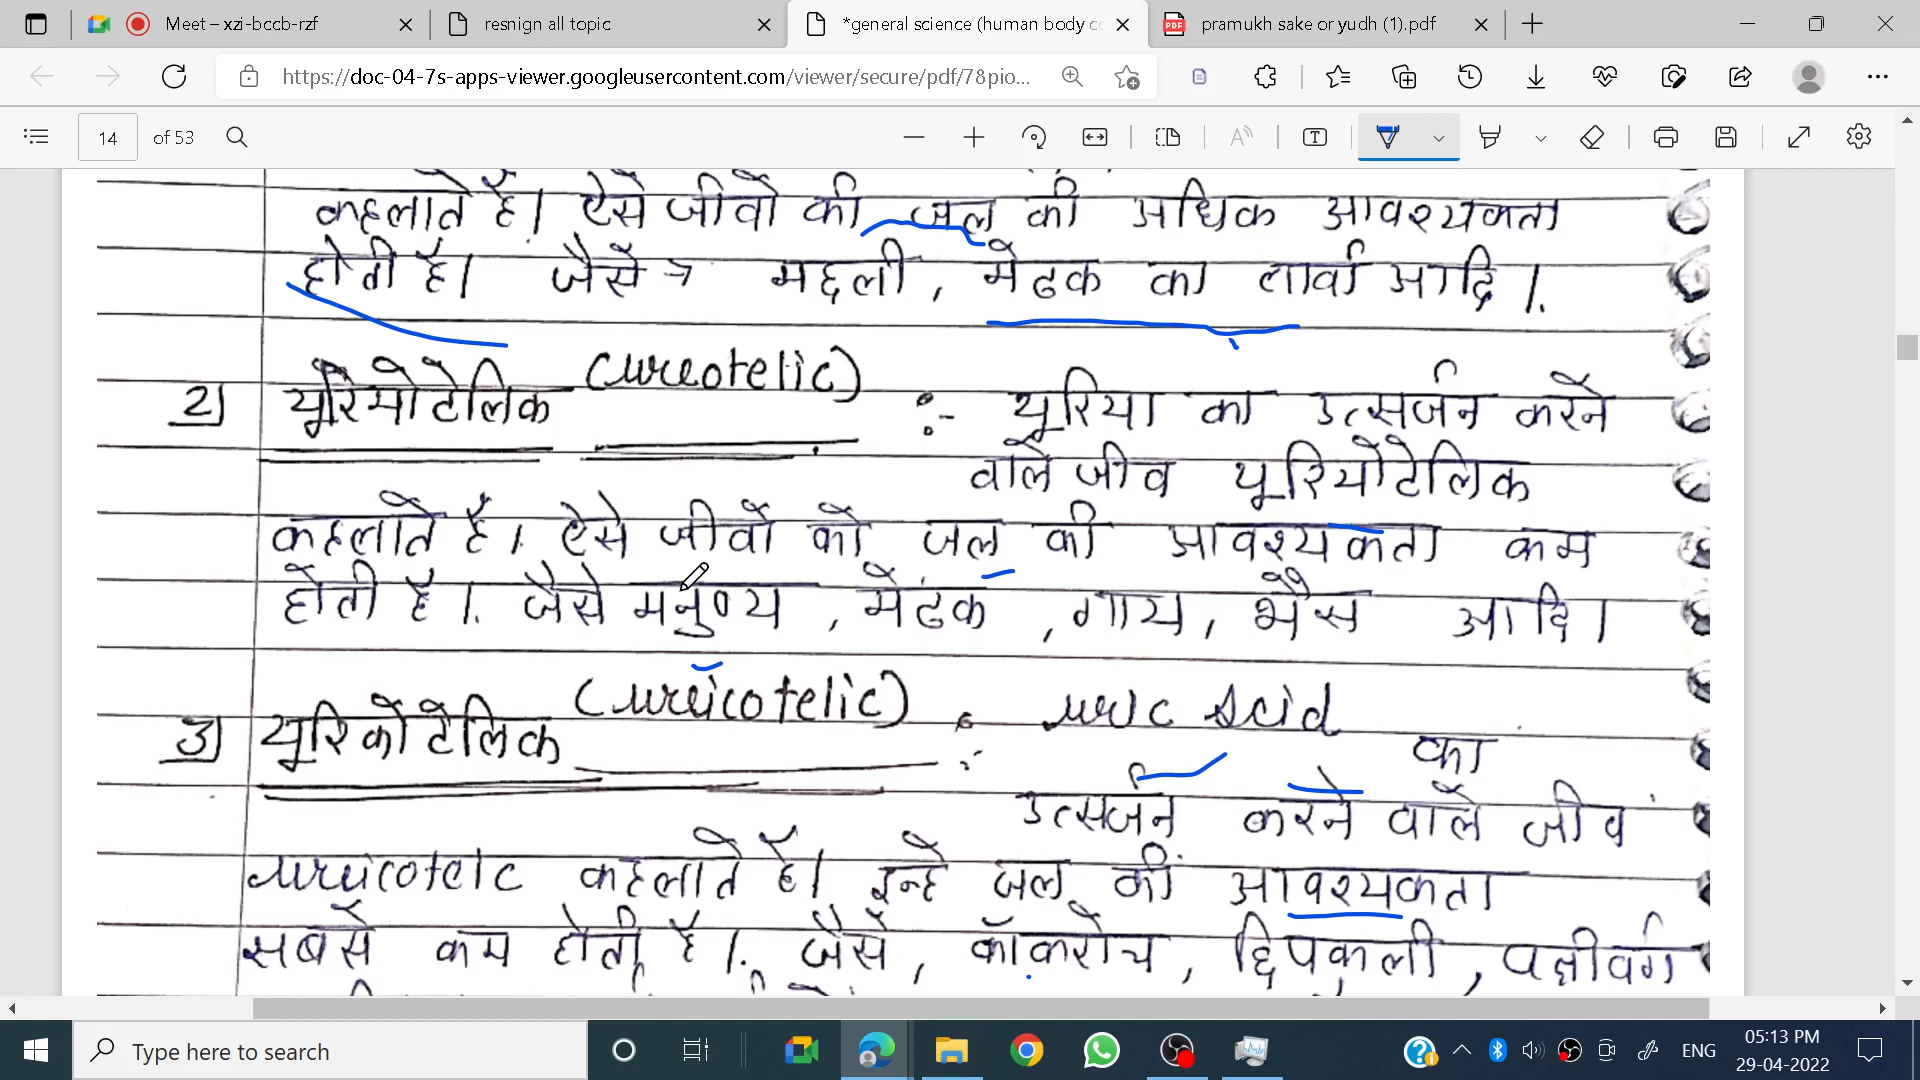 Meet – xzi-bccb-rzf
resnign all topic
*general science (human body co
pramukh sake or yudh (1).pdf
https://doc-04-7s-apps-viewer.googleusercontent.com/viewer/secure/pdf/78pio...
14 of 53
कहलाते है। ऐसे जीवो की जल की अधिक आवश्यकता
होती है। जैसे → मछली, मेंढक का लार्वा आदि।
2) यूरियोटेलिक (ureotelic) :- यूरिया का उत्सर्जन करने
वाले जीव यूरियोटेलिक
कहलाते है। ऐसे जीवो को जल की आवश्यकता कम
होती है। जैसे मनुष्य, मेंढक, गाय, भैंस आदि।
3) यूरिकोटेलिक (uricotelic) :- uric Acid का
उत्सर्जन करने वाले जीव
uricotelc कहलाते है। इन्हे जल की आवश्यकता
सबसे कम होती है। जैसे, कॉकरोच, छिपकली, पक्षीवर्ग
Type here to search
ENG
05:13 PM
29-04-2022